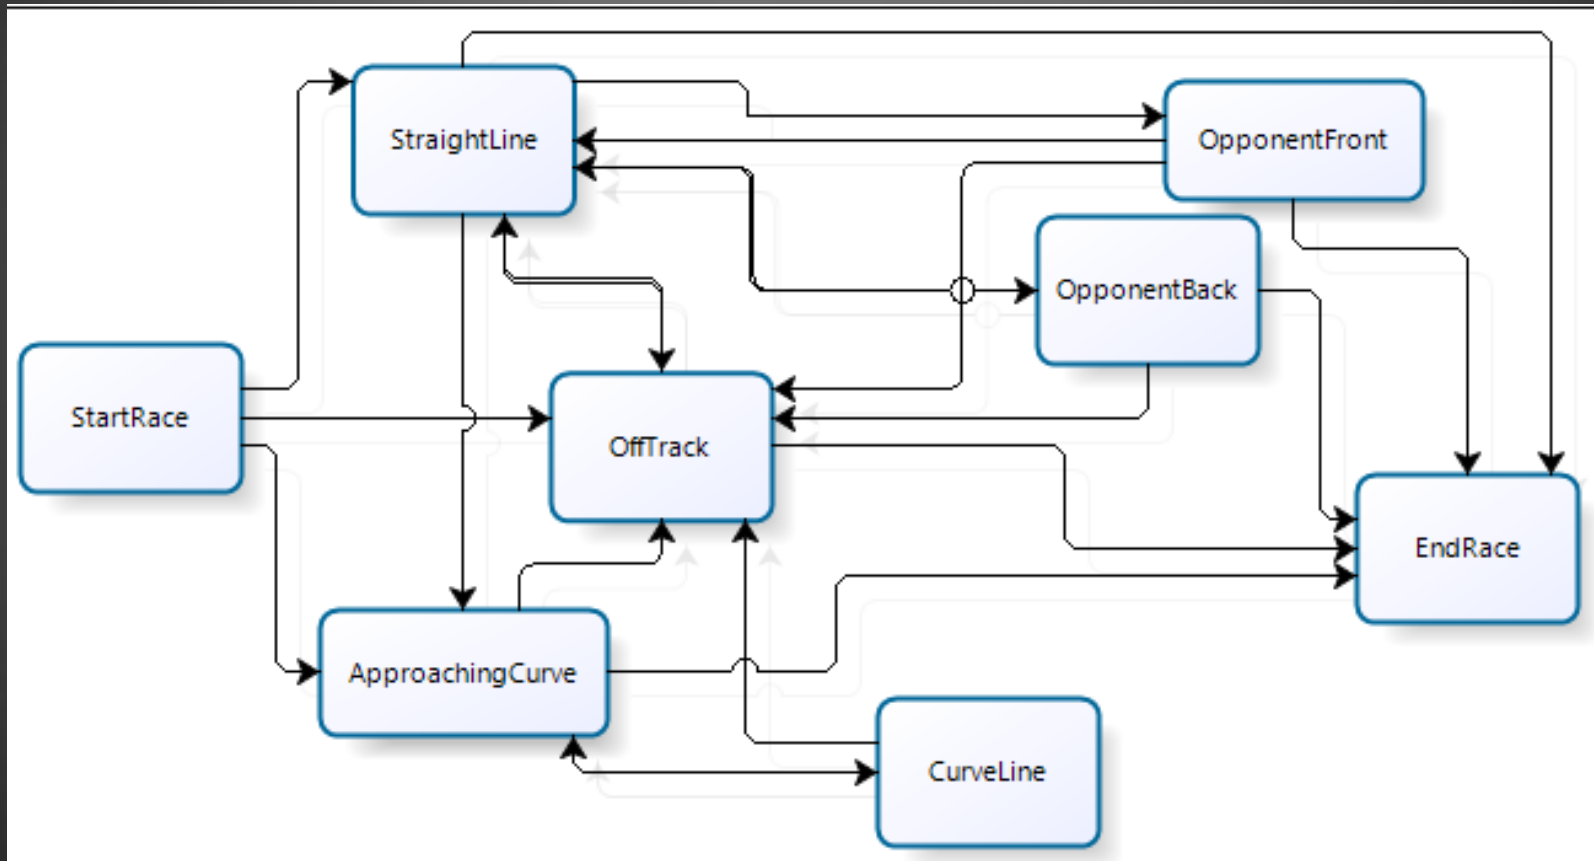 StraightLine
OpponentFront
OpponentBack
StartRace
OffTrack
EndRace
ApproachingCurve
CurveLine